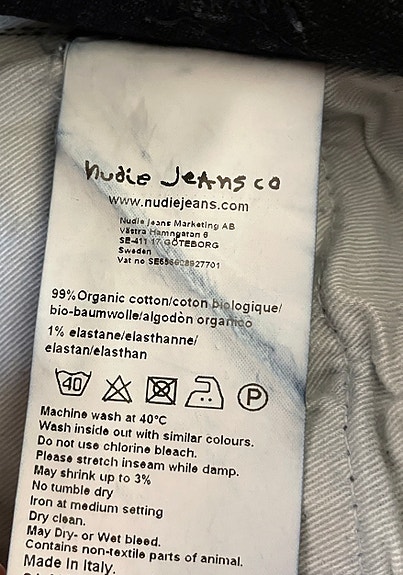 nudie Jeans co
www.nudiejeans.com
Nudie Jeans Marketing AB
Västra Hamngatan 6
SE-411 17 GÖTEBORG
Sweden
Vat no
99%Organic cotton/coton biologique/
bio-baumwolle/algodòn organico
1% elastane/elasthanne/
elastan/elasthan
40 P
Machine wash at 40°C
Wash inside out with similar colours.
Do not use chlorine bleach.
Please stretch inseam while damp.
May shrink up to 3%
No tumble dry
Iron at medium setting
Dry clean.
May Dry- or Wet bleed.
Contains non-textile parts of animal.
Made In Italy.